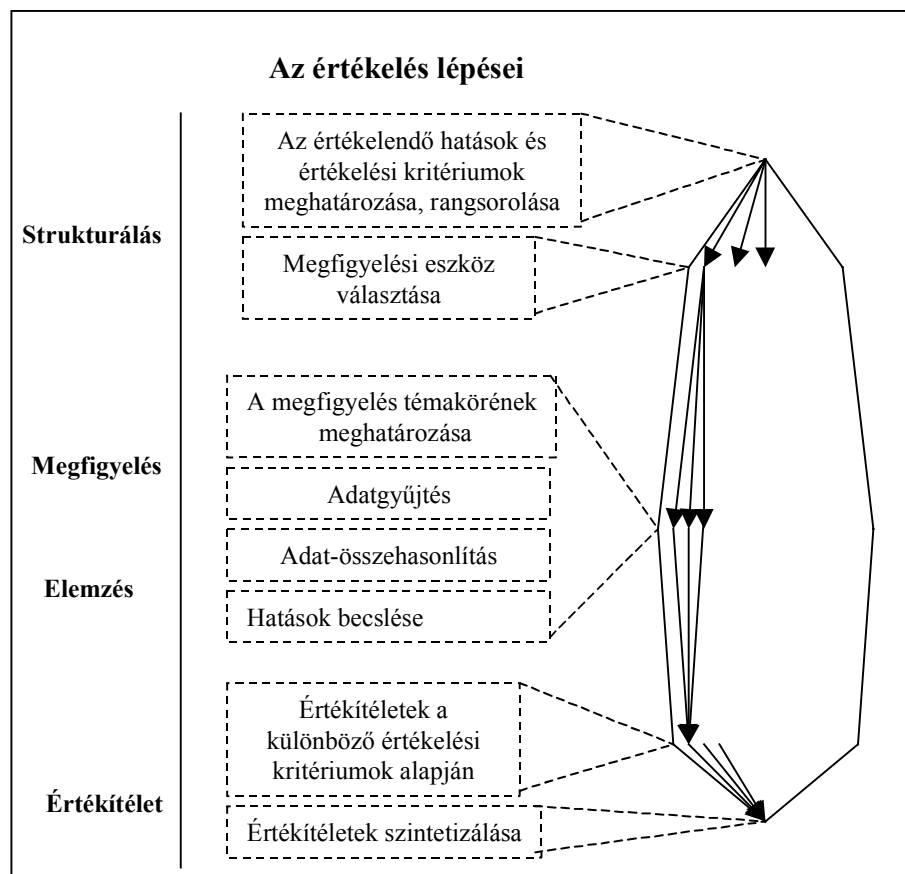 Az értékelés lépései
Strukturálás
Az értékelendő hatások és
értékelési kritériumok
meghatározása, rangsorolása
Megfigyelési eszköz
választása
Megfigyelés
A megfigyelés témakörének
meghatározása
Adatgyűjtés
Elemzés
Adat-összehasonlítás
Hatások becslése
Értékítélet
Értékítéletek a
különböző értékelési
kritériumok alapján
Értékítéletek szintetizálása